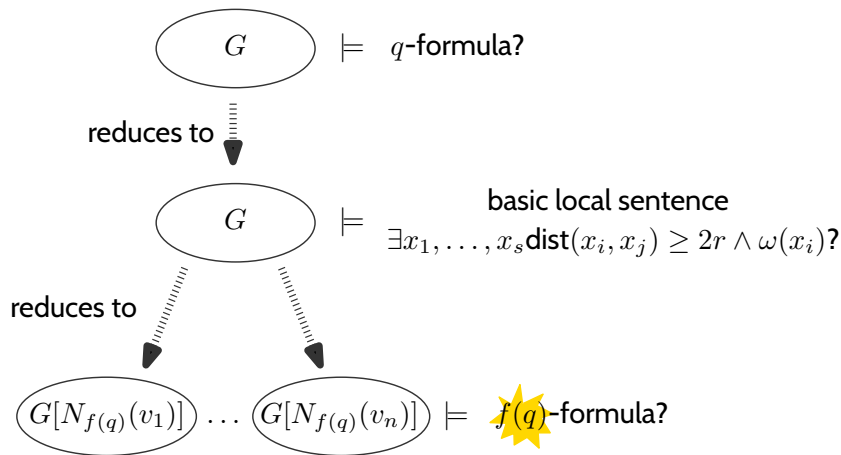 G ⊨ q-formula?
reduces to
basic local sentence
G ⊨ ∃x₁, . . . , xₛdist(xᵢ, xⱼ) ≥ 2r ∧ ω(xᵢ)?
reduces to
G[N_{f(q)}(v₁)] . . . G[N_{f(q)}(vₙ)] ⊨ f(q)-formula?